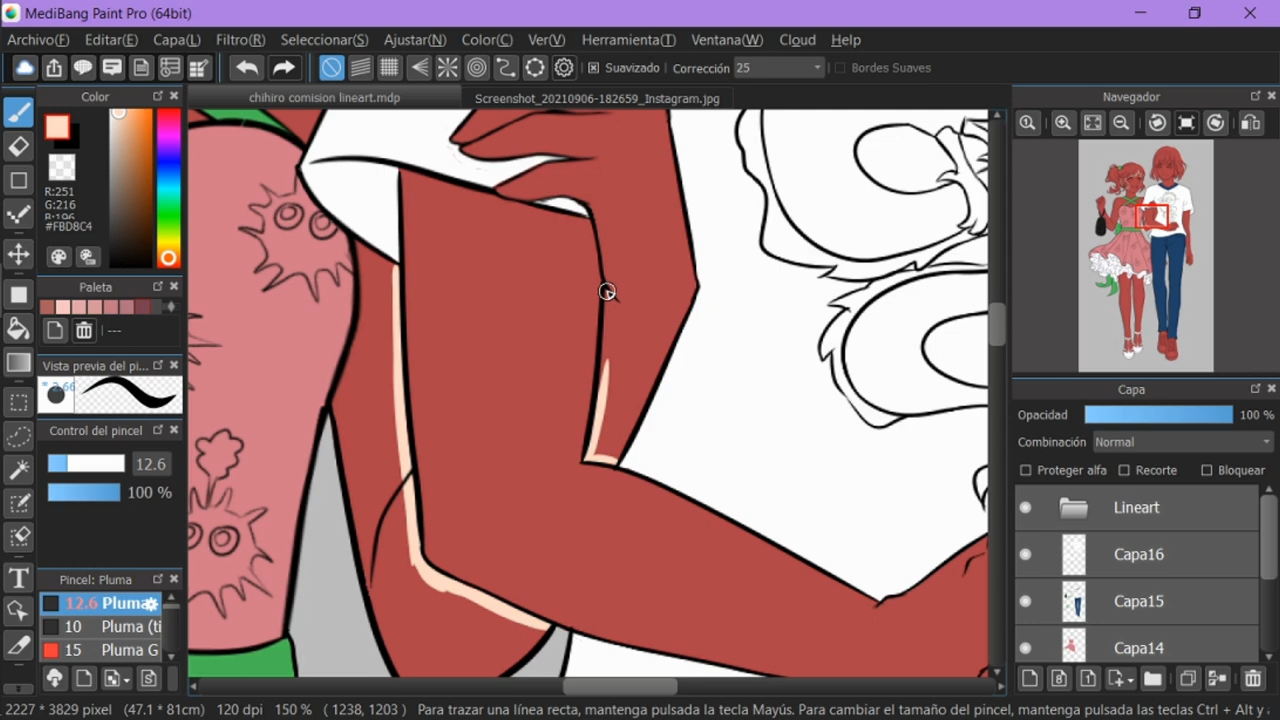 MediBang Paint Pro (64bit)
Archivo(F) Editar(E) Capa(L) Filtro(R) Seleccionar(S) Ajustar(N) Color(C) Ver(V) Herramienta(T) Ventana(W) Cloud Help
Suavizado Corrección 25 Bordes Suaves
Color
chihiro comision lineart.mdp
Screenshot_20210906-182659_Instagram.jpg
Navegador
R:251
G:216
B:196
#FBD8C4
Paleta
---
Vista previa del pi...
* 3.66
Control del pincel
12.6
100 %
Pincel: Pluma
12.6 Pluma
10 Pluma (ti
15 Pluma G
Capa
Opacidad 100 %
Combinación Normal
Proteger alfa Recorte Bloquear
Lineart
Capa16
Capa15
Capa14
2227 * 3829 pixel (47.1 * 81cm) 120 dpi 150 % ( 1238, 1203 ) Para trazar una línea recta, mantenga pulsada la tecla Mayús. Para cambiar el tamaño del pincel, mantenga pulsadas las teclas Ctrl + Alt y